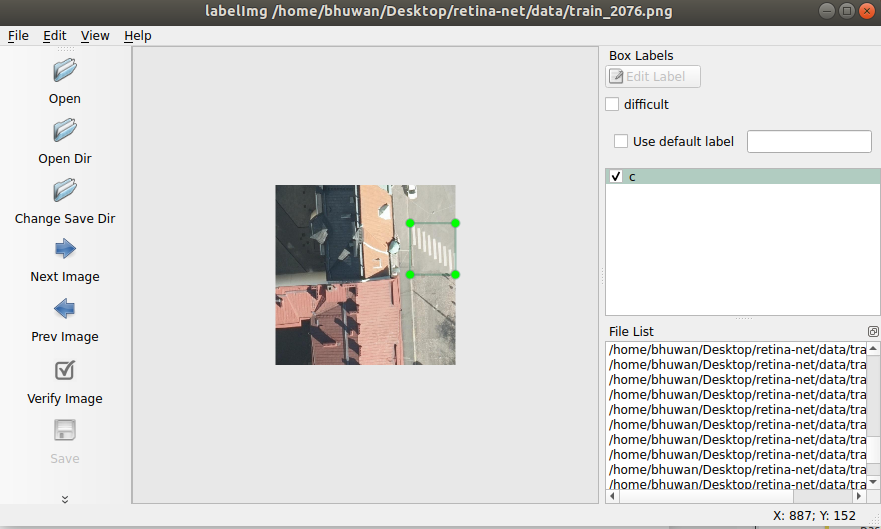 labelImg /home/bhuwan/Desktop/retina-net/data/train_2076.png
File Edit View Help
Open
Open Dir
Change Save Dir
Next Image
Prev Image
Verify Image
Save
Box Labels
Edit Label
difficult
Use default label
c
File List
/home/bhuwan/Desktop/retina-net/data/tra
/home/bhuwan/Desktop/retina-net/data/tra
/home/bhuwan/Desktop/retina-net/data/tra
/home/bhuwan/Desktop/retina-net/data/tra
/home/bhuwan/Desktop/retina-net/data/tra
/home/bhuwan/Desktop/retina-net/data/tra
/home/bhuwan/Desktop/retina-net/data/tra
/home/bhuwan/Desktop/retina-net/data/tra
/home/bhuwan/Desktop/retina-net/data/tra
/home/bhuwan/Desktop/retina-net/data/tra
X: 887; Y: 152